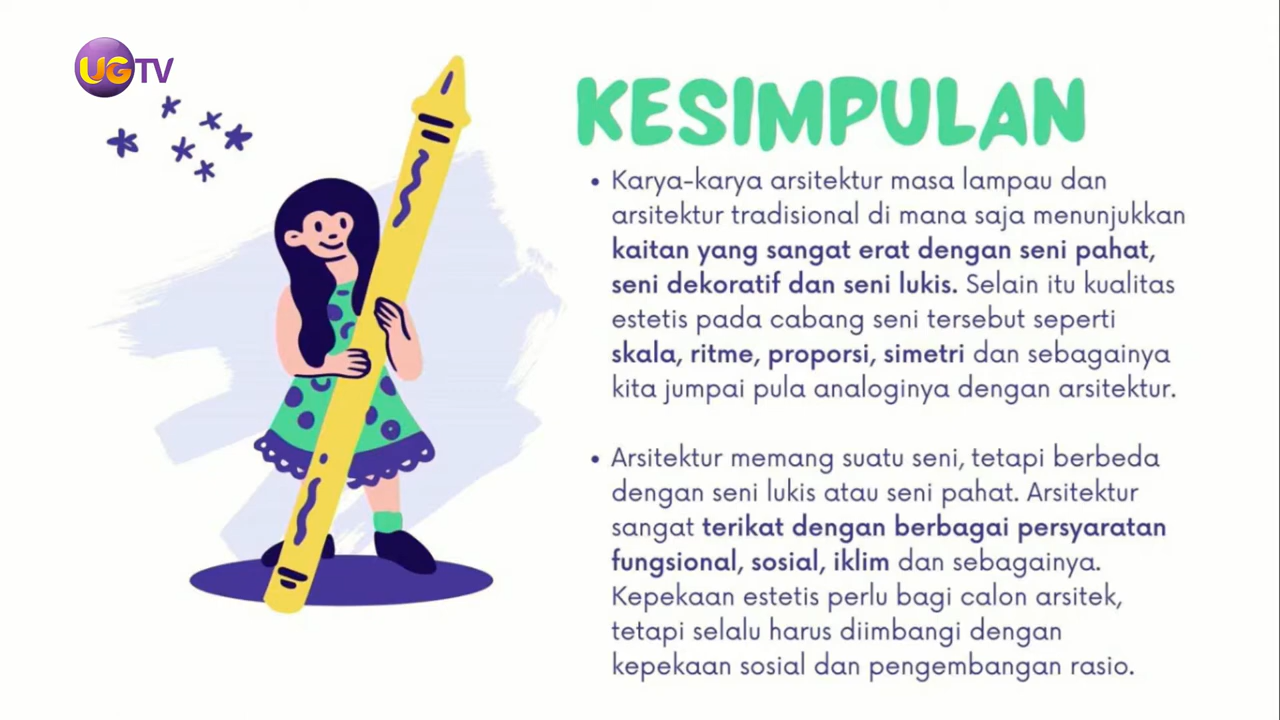 UGTV
KESIMPULAN
• Karya-karya arsitektur masa lampau dan
arsitektur tradisional di mana saja menunjukkan
kaitan yang sangat erat dengan seni pahat,
seni dekoratif dan seni lukis. Selain itu kualitas
estetis pada cabang seni tersebut seperti
skala, ritme, proporsi, simetri dan sebagainya
kita jumpai pula analoginya dengan arsitektur.
• Arsitektur memang suatu seni, tetapi berbeda
dengan seni lukis atau seni pahat. Arsitektur
sangat terikat dengan berbagai persyaratan
fungsional, sosial, iklim dan sebagainya.
Kepekaan estetis perlu bagi calon arsitek,
tetapi selalu harus diimbangi dengan
kepekaan sosial dan pengembangan rasio.